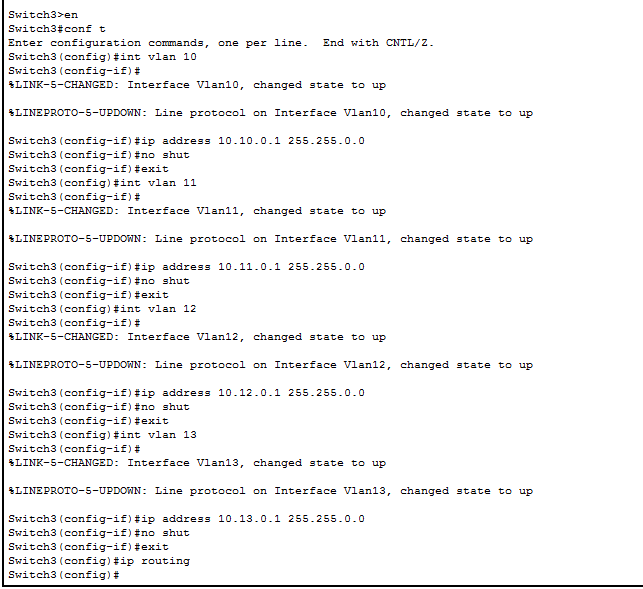 Switch3>en
Switch3#conf t
Enter configuration commands, one per line.  End with CNTL/Z.
Switch3(config)#int vlan 10
Switch3(config-if)#
%LINK-5-CHANGED: Interface Vlan10, changed state to up
%LINEPROTO-5-UPDOWN: Line protocol on Interface Vlan10, changed state to up
Switch3(config-if)#ip address 10.10.0.1 255.255.0.0
Switch3(config-if)#no shut
Switch3(config-if)#exit
Switch3(config)#int vlan 11
Switch3(config-if)#
%LINK-5-CHANGED: Interface Vlan11, changed state to up
%LINEPROTO-5-UPDOWN: Line protocol on Interface Vlan11, changed state to up
Switch3(config-if)#ip address 10.11.0.1 255.255.0.0
Switch3(config-if)#no shut
Switch3(config-if)#exit
Switch3(config)#int vlan 12
Switch3(config-if)#
%LINK-5-CHANGED: Interface Vlan12, changed state to up
%LINEPROTO-5-UPDOWN: Line protocol on Interface Vlan12, changed state to up
Switch3(config-if)#ip address 10.12.0.1 255.255.0.0
Switch3(config-if)#no shut
Switch3(config-if)#exit
Switch3(config)#int vlan 13
Switch3(config-if)#
%LINK-5-CHANGED: Interface Vlan13, changed state to up
%LINEPROTO-5-UPDOWN: Line protocol on Interface Vlan13, changed state to up
Switch3(config-if)#ip address 10.13.0.1 255.255.0.0
Switch3(config-if)#no shut
Switch3(config-if)#exit
Switch3(config)#ip routing
Switch3(config)#